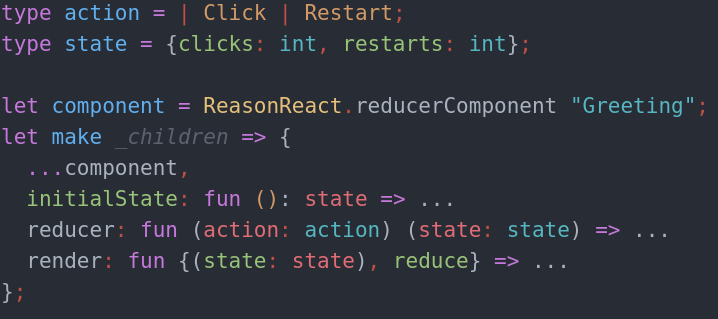 type action = | Click | Restart;
type state = {clicks: int, restarts: int};

let component = ReasonReact.reducerComponent "Greeting";
let make _children => {
  ...component,
  initialState: fun (): state => ...
  reducer: fun (action: action) (state: state) => ...
  render: fun {(state: state), reduce} => ...
};